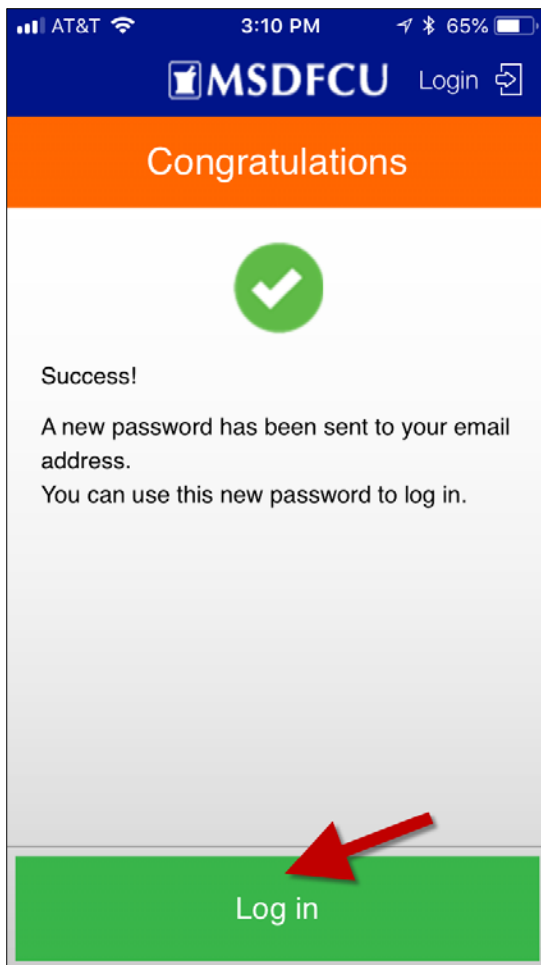 AT&T 3:10 PM 65%
MSDFCU Login
Congratulations
Success!
A new password has been sent to your email
address.
You can use this new password to log in.
Log in